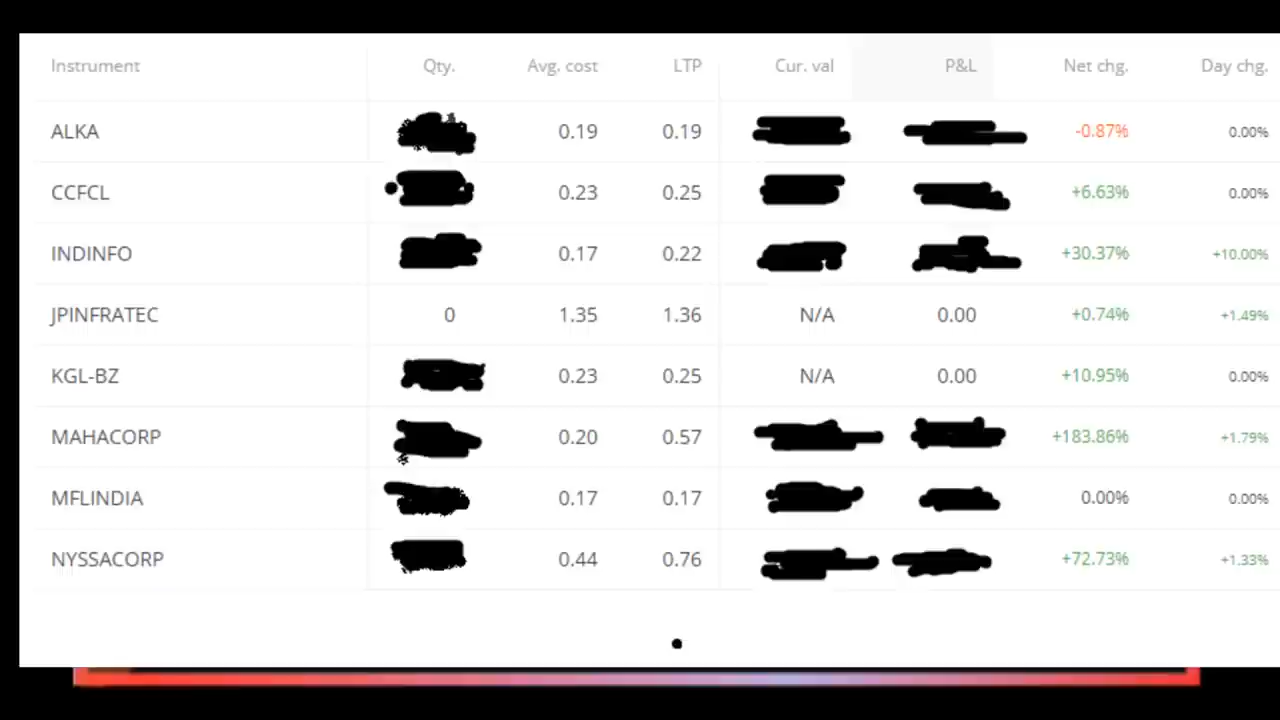 Instrument Qty. Avg. cost LTP Cur. val P&L Net chg. Day chg.
ALKA 0.19 0.19 -0.87% 0.00%
CCFCL 0.23 0.25 +6.63% 0.00%
INDINFO 0.17 0.22 +30.37% +10.00%
JPINFRATEC 0 1.35 1.36 N/A 0.00 +0.74% +1.49%
KGL-BZ 0.23 0.25 N/A 0.00 +10.95% 0.00%
MAHACORP 0.20 0.57 +183.86% +1.79%
MFLINDIA 0.17 0.17 0.00% 0.00%
NYSSACORP 0.44 0.76 +72.73% +1.33%